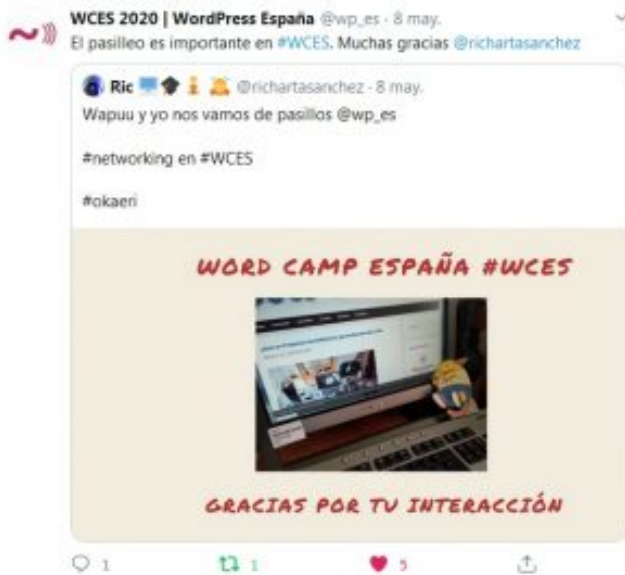 WCES 2020 | WordPress España @wp_es · 8 may.
El pasilleo es importante en #WCES. Muchas gracias @richartasanchez
Ric @richartasanchez · 8 may.
Wapuu y yo nos vamos de pasillos @wp_es
#networking en #WCES
#okaeri
WORD CAMP ESPAÑA #WCES
GRACIAS POR TU INTERACCIÓN
1 1 5